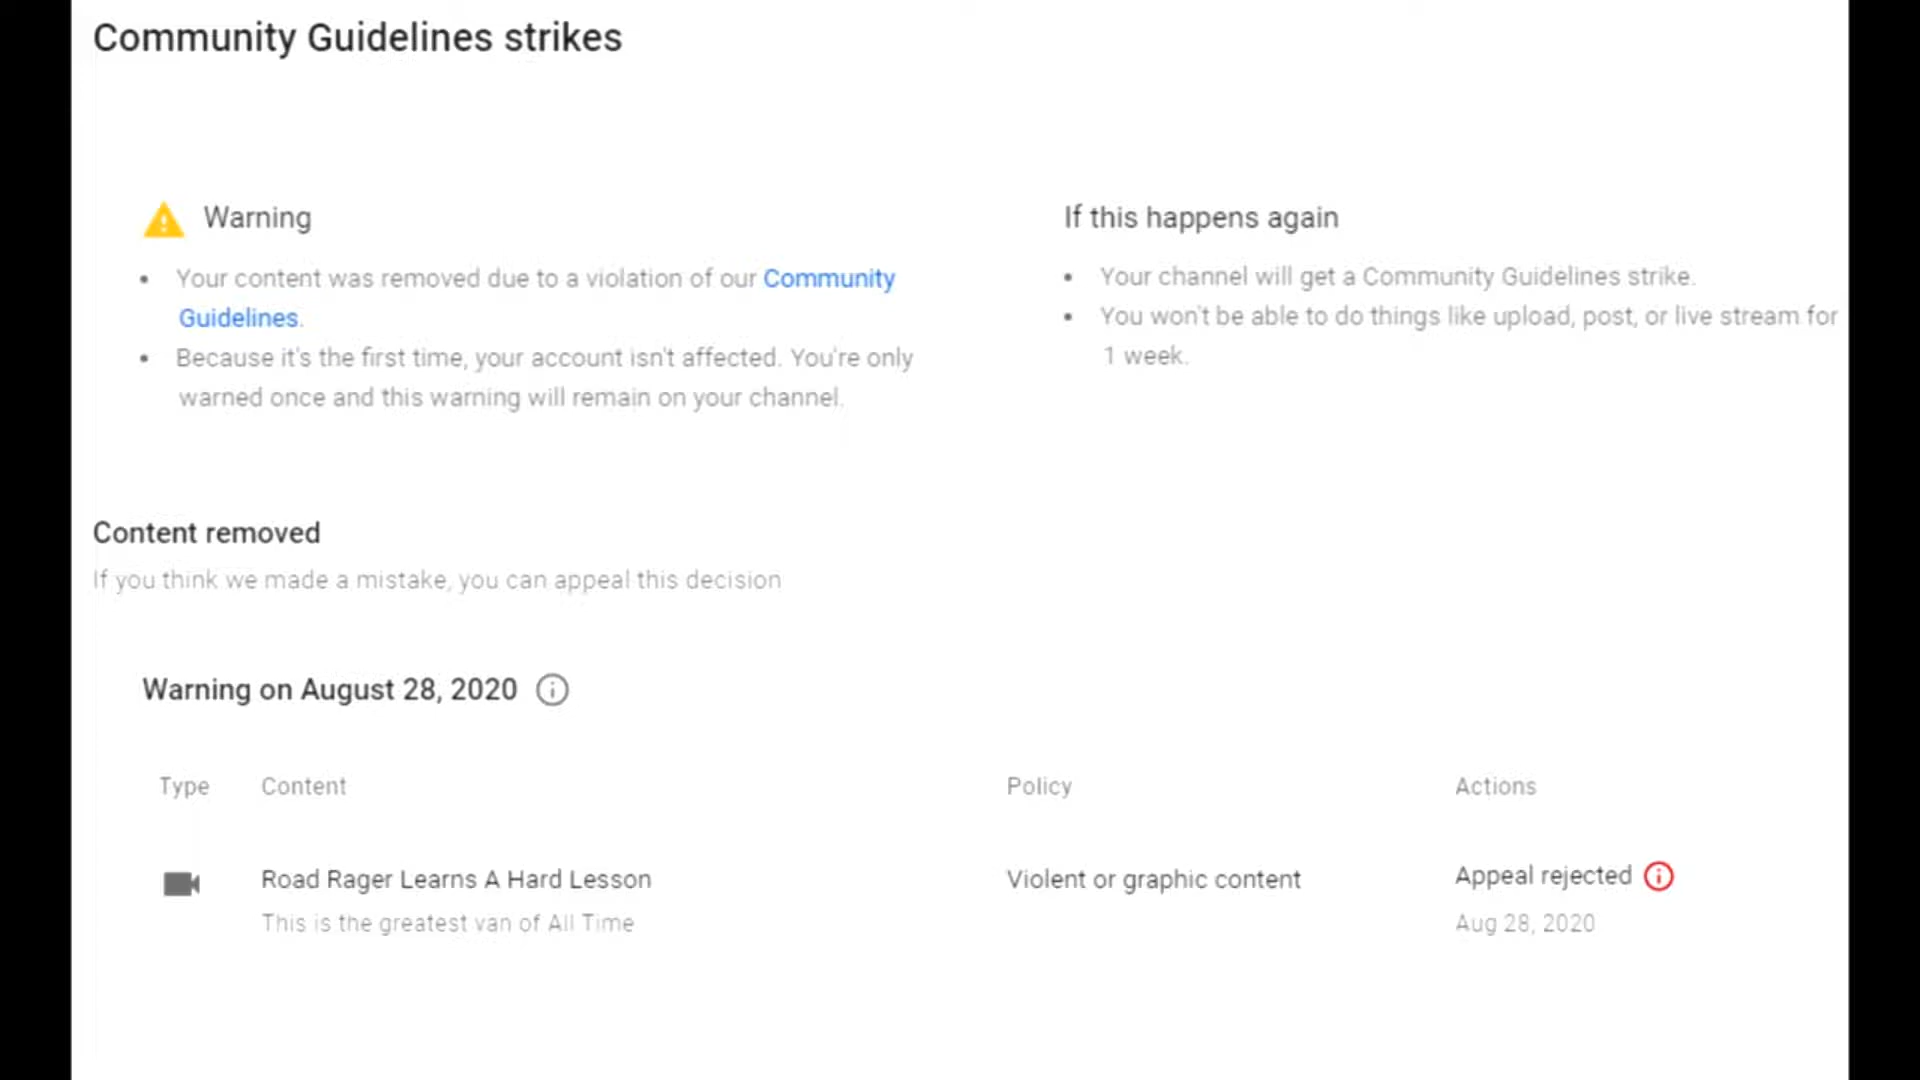 Community Guidelines strikes
Warning
Your content was removed due to a violation of our Community
Guidelines.
Because it's the first time, your account isn't affected. You're only
warned once and this warning will remain on your channel.
If this happens again
Your channel will get a Community Guidelines strike.
You won't be able to do things like upload, post, or live stream for
1 week.
Content removed
If you think we made a mistake, you can appeal this decision
Warning on August 28, 2020
Type Content Policy Actions
Road Rager Learns A Hard Lesson Violent or graphic content Appeal rejected
This is the greatest van of All Time Aug 28, 2020